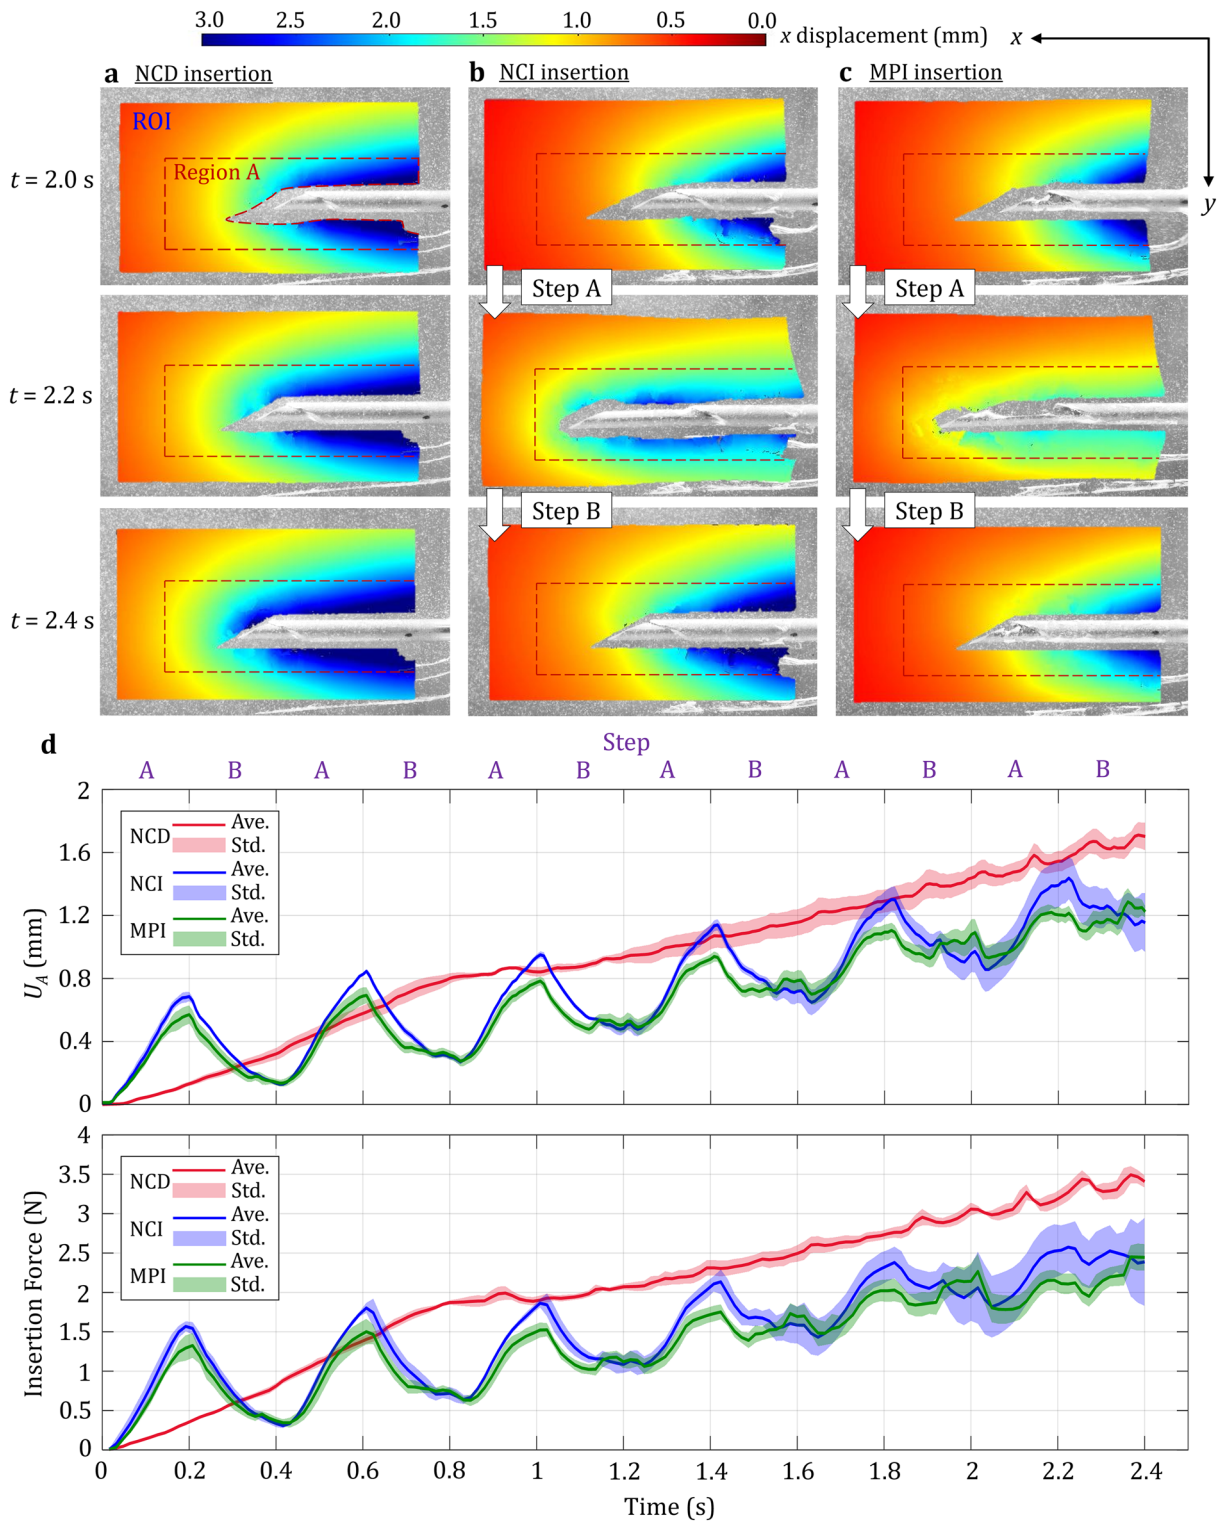 3.0 2.5 2.0 1.5 1.0 0.5 0.0
x displacement (mm)
x
y
a NCD insertion
b NCI insertion
c MPI insertion
ROI
Region A
t = 2.0 s
Step A
Step A
t = 2.2 s
Step B
Step B
t = 2.4 s
d
Step
A B A B A B A B A B A B
2
1.6
1.2
0.8
0.4
0
U_A (mm)
NCD Ave.
Std.
NCI Ave.
Std.
MPI Ave.
Std.
4
3.5
3
2.5
2
1.5
1
0.5
0
Insertion Force (N)
NCD Ave.
Std.
NCI Ave.
Std.
MPI Ave.
Std.
0 0.2 0.4 0.6 0.8 1 1.2 1.4 1.6 1.8 2 2.2 2.4
Time (s)